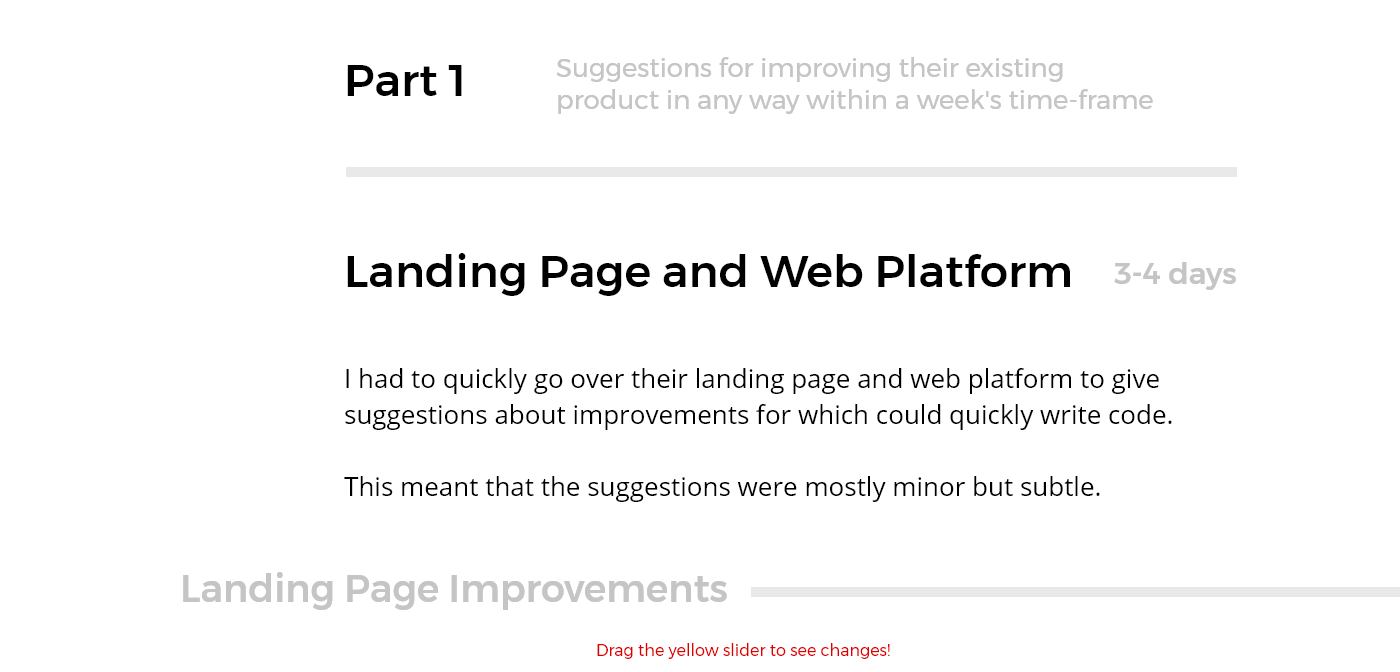 Part 1
Suggestions for improving their existing
product in any way within a week's time-frame
Landing Page and Web Platform
3-4 days
I had to quickly go over their landing page and web platform to give
suggestions about improvements for which could quickly write code.
This meant that the suggestions were mostly minor but subtle.
Landing Page Improvements
Drag the yellow slider to see changes!